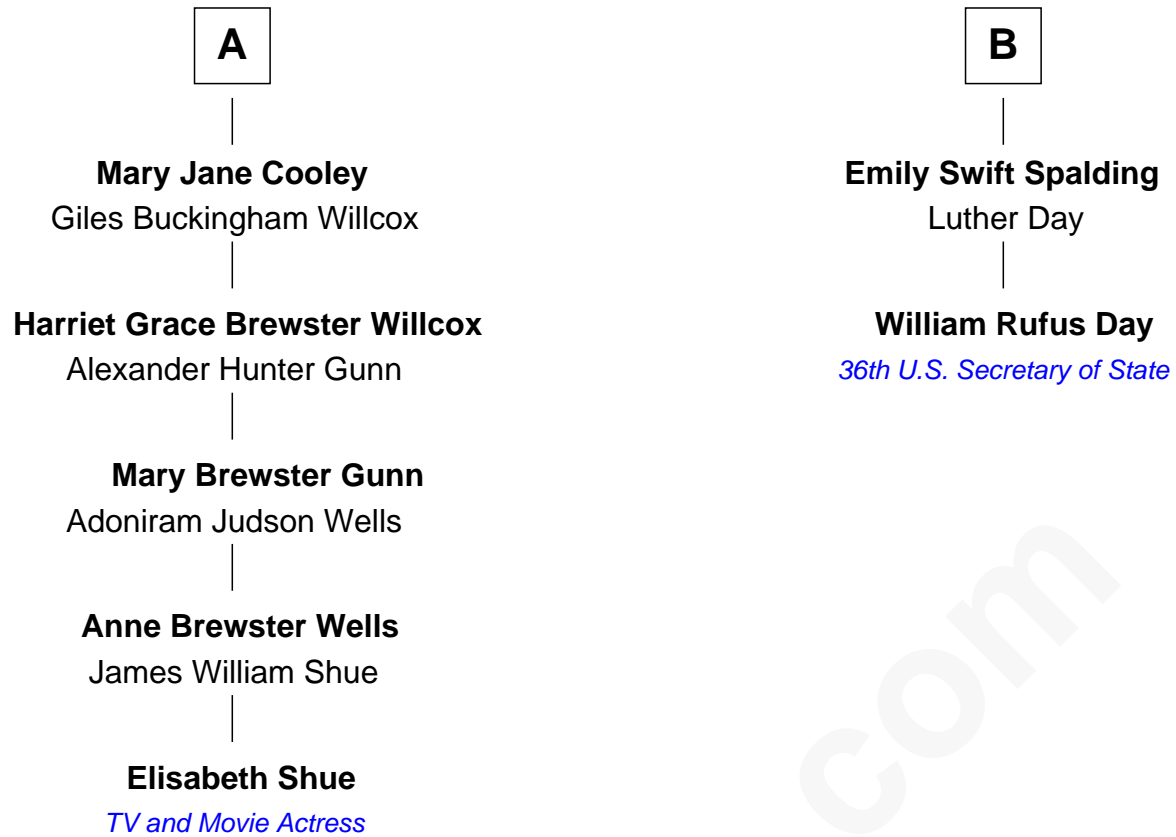 A
Mary Jane Cooley
Giles Buckingham Willcox
Harriet Grace Brewster Willcox
Alexander Hunter Gunn
Mary Brewster Gunn
Adoniram Judson Wells
Anne Brewster Wells
James William Shue
Elisabeth Shue
TV and Movie Actress
B
Emily Swift Spalding
Luther Day
William Rufus Day
36th U.S. Secretary of State
com